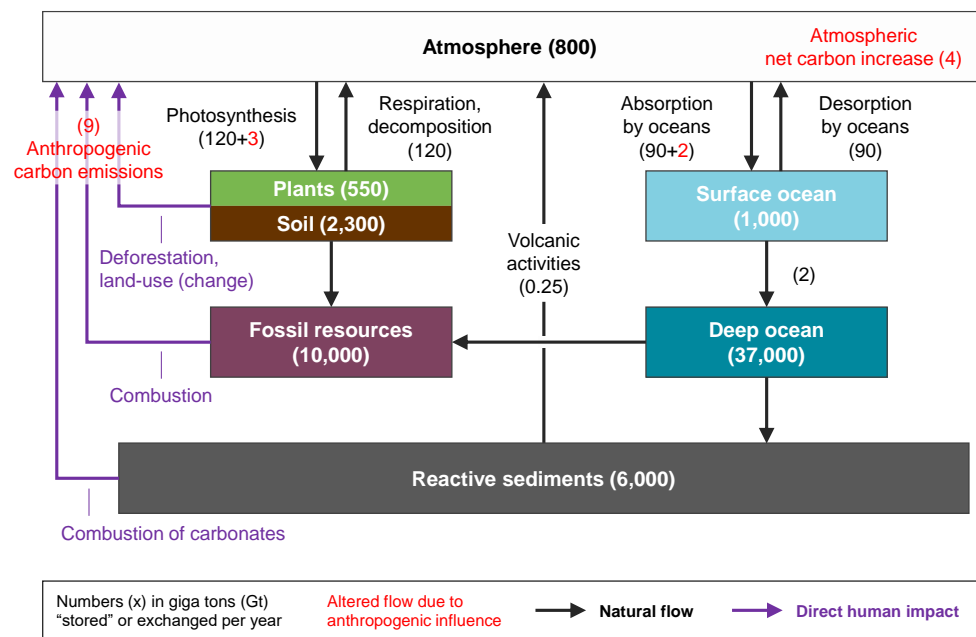 Atmosphere (800)
Atmospheric
net carbon increase (4)
(9)
Anthropogenic
carbon emissions
Photosynthesis
(120+3)
Respiration,
decomposition
(120)
Absorption
by oceans
(90+2)
Desorption
by oceans
(90)
Plants (550)
Soil (2,300)
Surface ocean
(1,000)
Deforestation,
land-use (change)
Volcanic
activities
(0.25)
(2)
Fossil resources
(10,000)
Deep ocean
(37,000)
Combustion
Reactive sediments (6,000)
Combustion of carbonates
Numbers (x) in giga tons (Gt)
“stored” or exchanged per year
Altered flow due to
anthropogenic influence
Natural flow
Direct human impact